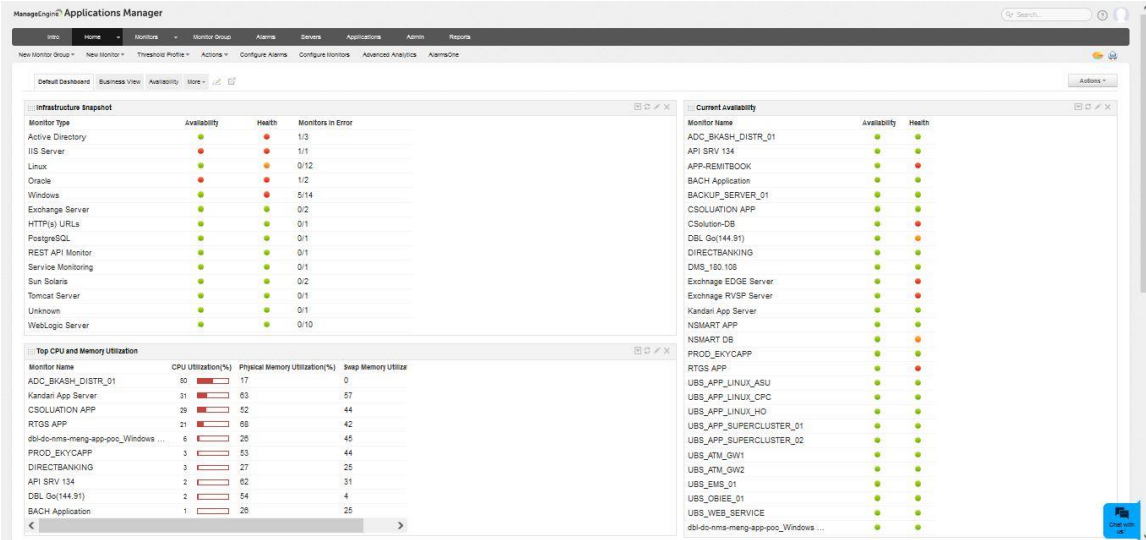 ManageEngine Applications Manager
Search...
Intro Home Monitors Monitor Group Alarms Servers Applications Admin Reports
New Monitor Group New Monitor Threshold Profile Actions Configure Alarms Configure Monitors Advanced Analytics AlarmsOne
Default Dashboard Business View Availability More Actions
Infrastructure Snapshot
Monitor Type Availability Health Monitors in Error
Active Directory 1/3
IIS Server 1/1
Linux 0/12
Oracle 1/2
Windows 5/14
Exchange Server 0/2
HTTP(s) URLs 0/1
PostgreSQL 0/1
REST API Monitor 0/1
Service Monitoring 0/1
Sun Solaris 0/2
Tomcat Server 0/1
Unknown 0/1
WebLogic Server 0/10
Top CPU and Memory Utilization
Monitor Name CPU Utilization(%) Physical Memory Utilization(%) Swap Memory Utiliza
ADC_BKASH_DISTR_01 17 0
Kandari App Server 31 63 57
CSOLUATION APP 29 52 44
RTGS APP 21 68 42
dbl-dc-nms-meng-app-poc_Windows ... 6 26 45
PROD_EKYCAPP 3 53 44
DIRECTBANKING 3 27 25
API SRV 134 2 62 31
DBL Go(144.91) 2 54 4
BACH Application 1 26 25
Current Availability
Monitor Name Availability Health
ADC_BKASH_DISTR_01
API SRV 134
APP-REMITBOOK
BACH Application
BACKUP_SERVER_01
CSOLUATION APP
CSolution-DB
DBL Go(144.91)
DIRECTBANKING
DMS_180.108
Exchnage EDGE Server
Exchnage RVSP Server
Kandari App Server
NSMART APP
NSMART DB
PROD_EKYCAPP
RTGS APP
UBS_APP_LINUX_ASU
UBS_APP_LINUX_CPC
UBS_APP_LINUX_HO
UBS_APP_SUPERCLUSTER_01
UBS_APP_SUPERCLUSTER_02
UBS_ATM_GW1
UBS_ATM_GW2
UBS_EMS_01
UBS_OBIEE_01
UBS_WEB_SERVICE
dbl-dc-nms-meng-app-poc_Windows ...
Chat with
us!